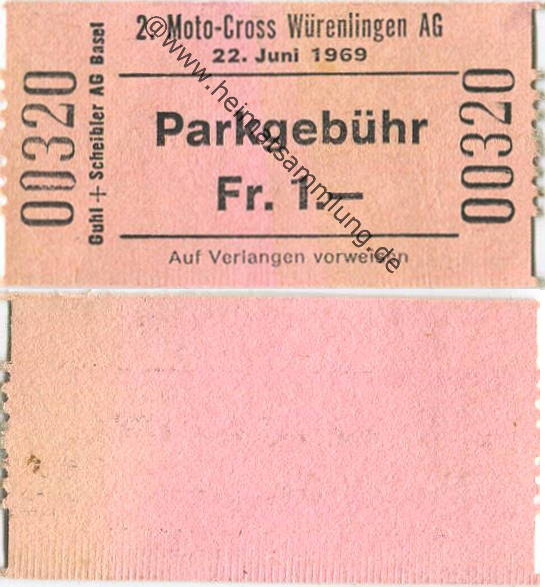 2. Moto-Cross Würenlingen AG
22. Juni 1969
Parkgebühr
Fr. 1.—
Auf Verlangen vorweisen
00320
Guhl + Scheibler AG Basel
00320
@www.heimatsammlung.de